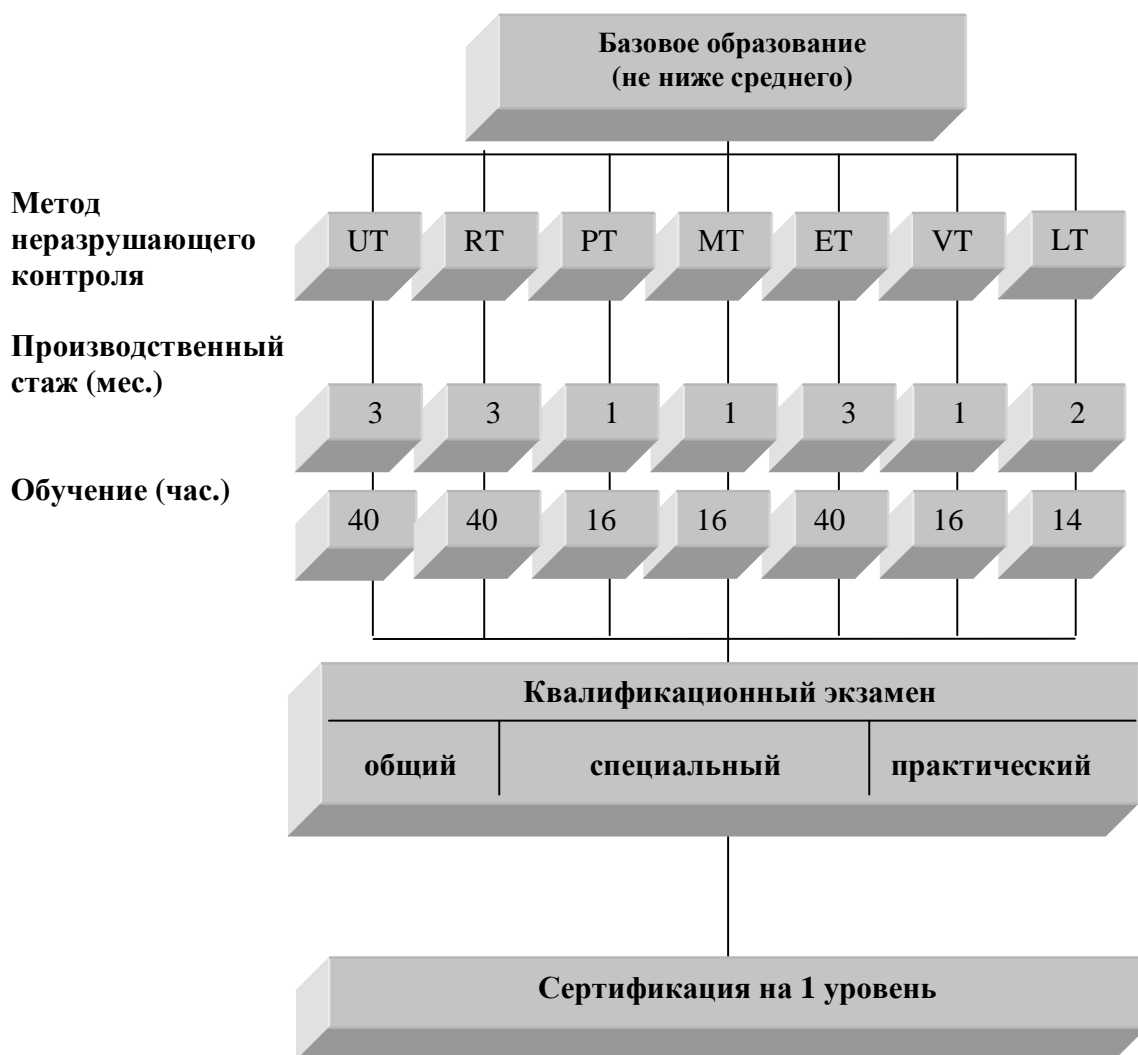 Базовое образование
(не ниже среднего)
Метод
неразрушающего
контроля
UT RT PT MT ET VT LT
Производственный
стаж (мес.)
3 3 1 1 3 1 2
Обучение (час.)
40 40 16 16 40 16 14
Квалификационный экзамен
общий специальный практический
Сертификация на 1 уровень